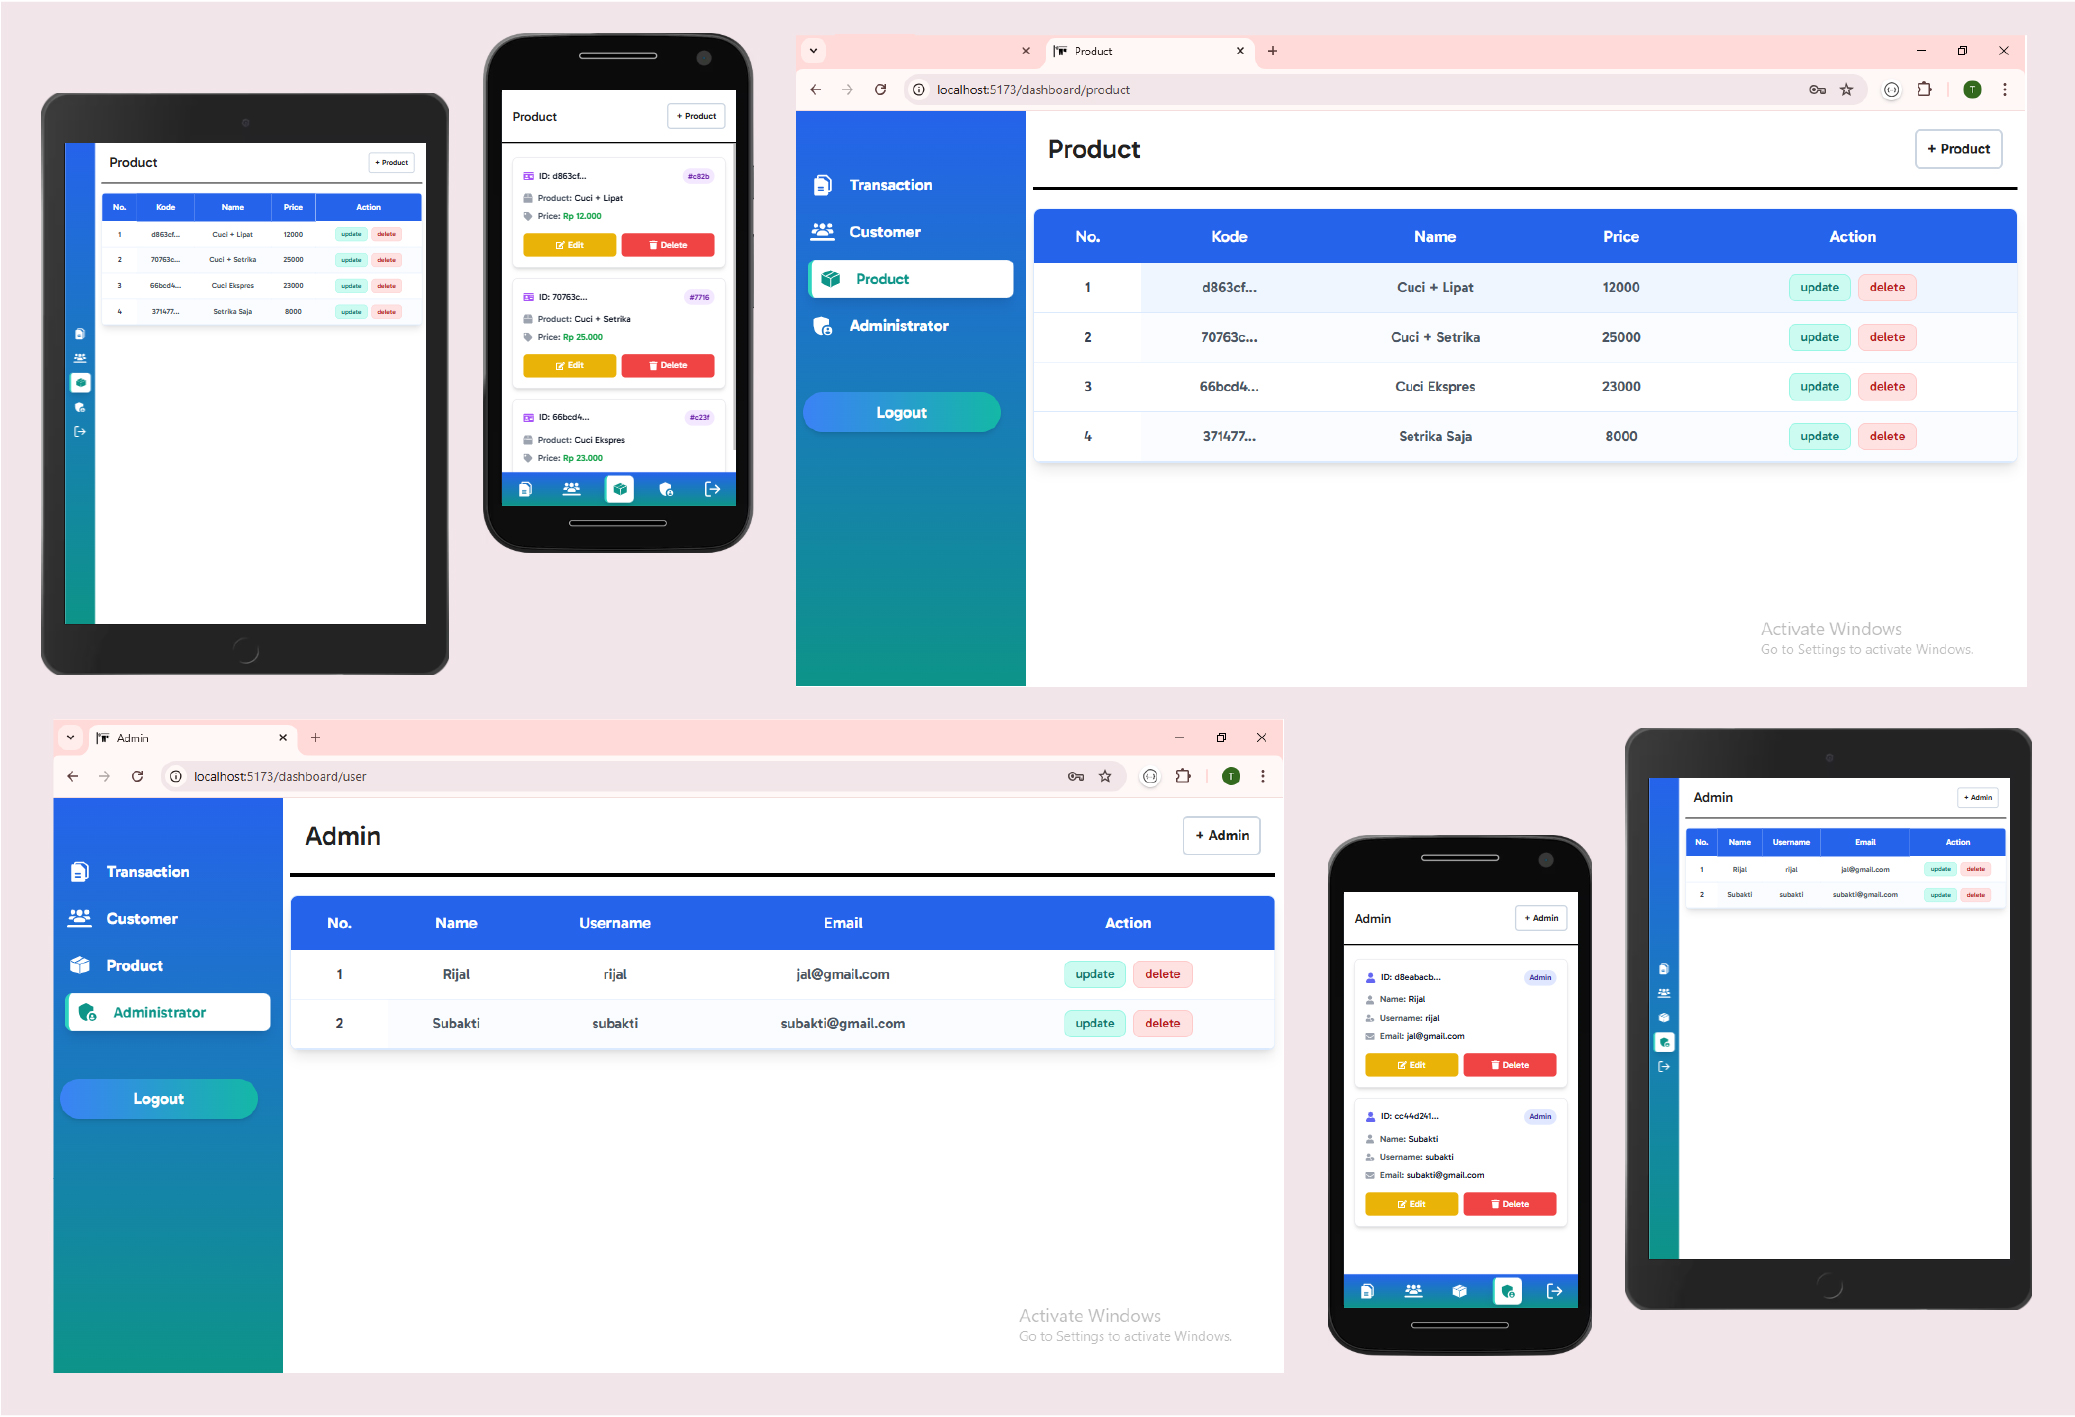 Product
+ Product
No. Kode Name Price Action
1 d863cf... Cuci + Lipat 12000 update delete
2 70763c... Cuci + Setrika 25000 update delete
3 66bcd4... Cuci Ekspres 23000 update delete
4 371477... Setrika Saja 8000 update delete
Product
+ Product
ID: d863cf... #c82b
Product: Cuci + Lipat
Price: Rp 12.000
Edit Delete
ID: 70763c... #7716
Product: Cuci + Setrika
Price: Rp 25.000
Edit Delete
ID: 66bcd4... #c23f
Product: Cuci Ekspres
Price: Rp 23.000
Product
localhost:5173/dashboard/product
T
Transaction
Customer
Product
Administrator
Logout
Product
+ Product
No. Kode Name Price Action
1 d863cf... Cuci + Lipat 12000 update delete
2 70763c... Cuci + Setrika 25000 update delete
3 66bcd4... Cuci Ekspres 23000 update delete
4 371477... Setrika Saja 8000 update delete
Activate Windows
Go to Settings to activate Windows.
Admin
localhost:5173/dashboard/user
T
Transaction
Customer
Product
Administrator
Logout
Admin
+ Admin
No. Name Username Email Action
1 Rijal rijal jal@gmail.com update delete
2 Subakti subakti subakti@gmail.com update delete
Activate Windows
Go to Settings to activate Windows.
Admin
+ Admin
ID: d8eabacb... Admin
Name: Rijal
Username: rijal
Email: jal@gmail.com
Edit Delete
ID: cc44d241... Admin
Name: Subakti
Username: subakti
Email: subakti@gmail.com
Edit Delete
Admin
+ Admin
No. Name Username Email Action
1 Rijal rijal jal@gmail.com update delete
2 Subakti subakti subakti@gmail.com update delete